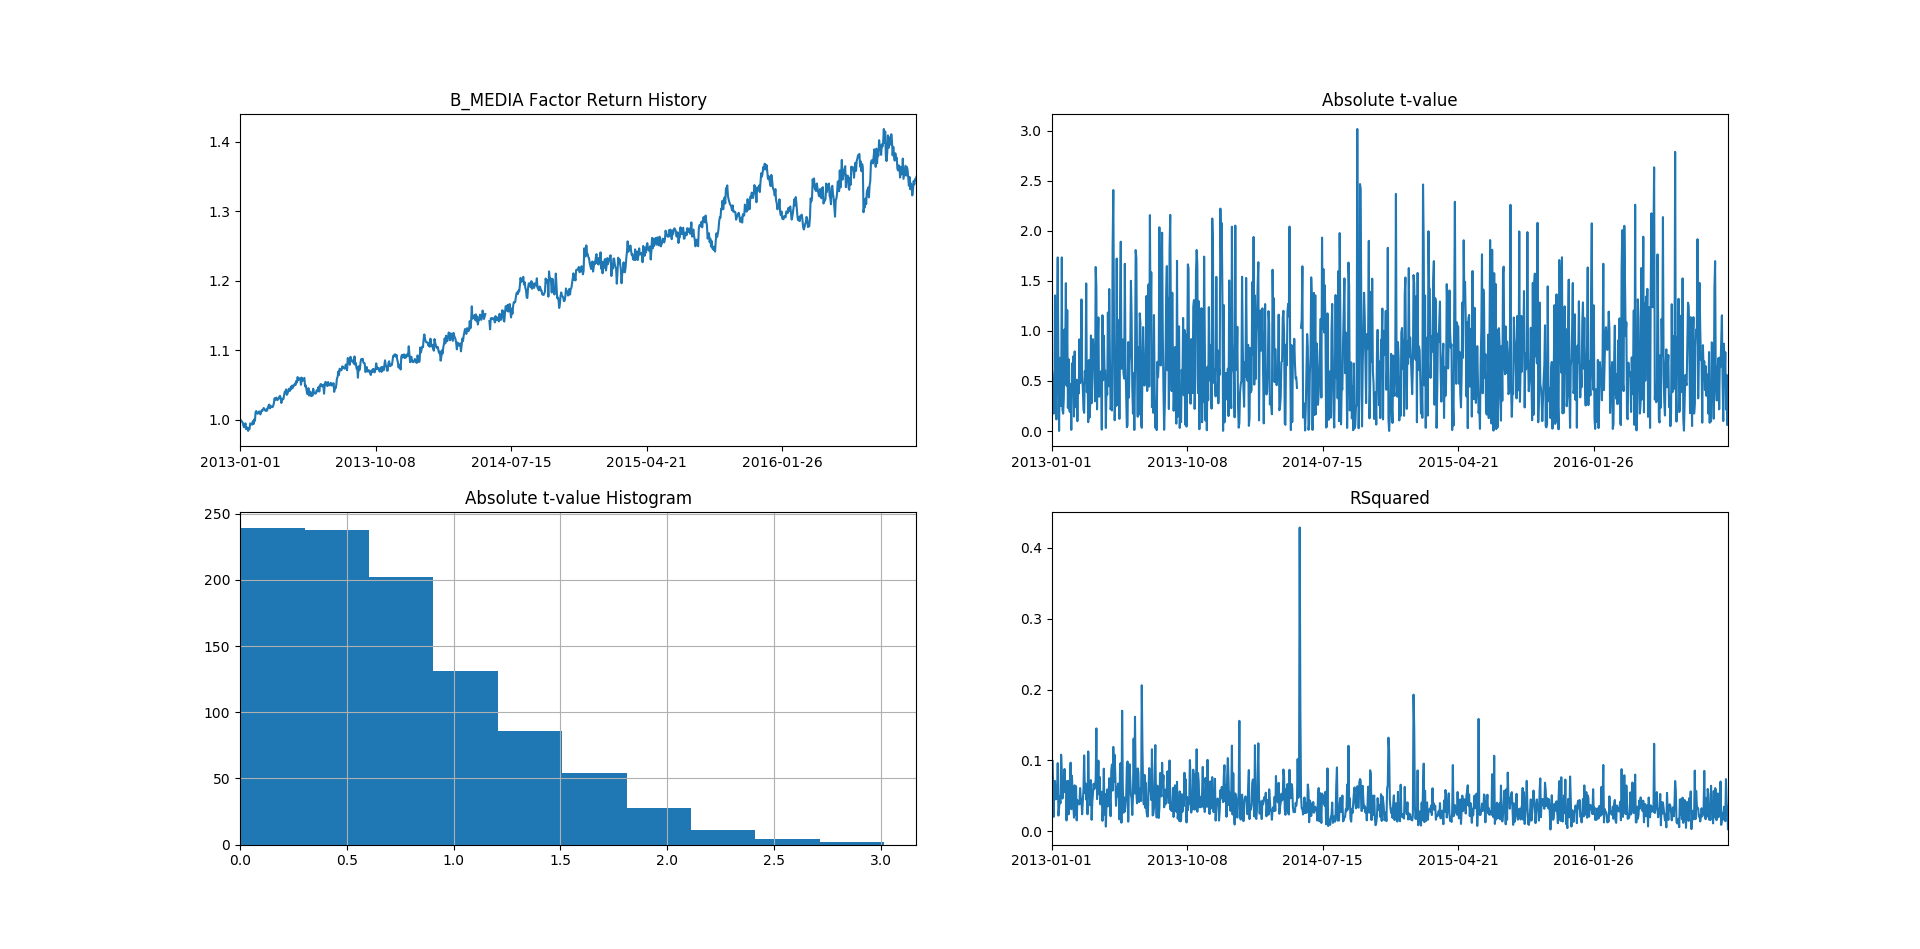 B_MEDIA Factor Return History
1.4
1.3
1.2
1.1
1.0
2013-01-01 2013-10-08 2014-07-15 2015-04-21 2016-01-26
Absolute t-value
3.0
2.5
2.0
1.5
1.0
0.5
0.0
2013-01-01 2013-10-08 2014-07-15 2015-04-21 2016-01-26
Absolute t-value Histogram
250
200
150
100
50
0
0.0 0.5 1.0 1.5 2.0 2.5 3.0
RSquared
0.4
0.3
0.2
0.1
0.0
2013-01-01 2013-10-08 2014-07-15 2015-04-21 2016-01-26